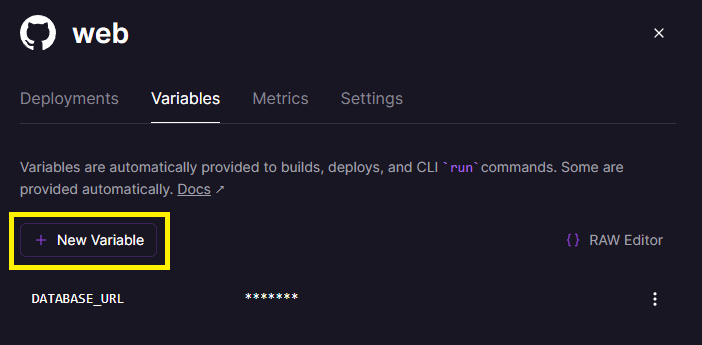 web
Deployments Variables Metrics Settings
Variables are automatically provided to builds, deploys, and CLI `run` commands. Some are
provided automatically. Docs ↗
+ New Variable {} RAW Editor
DATABASE_URL *******